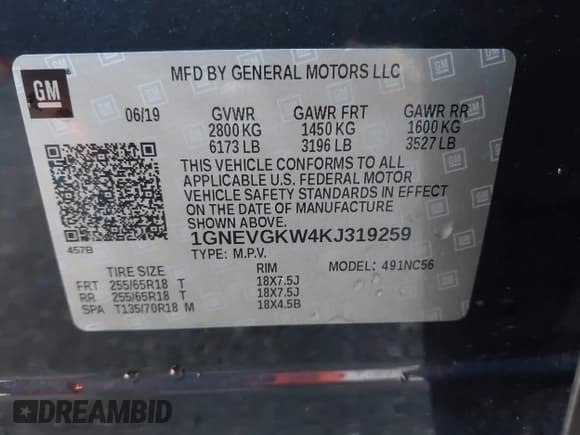 GM
MFD BY GENERAL MOTORS LLC
06/19 GVWR GAWR FRT GAWR RR
2800 KG 1450 KG 1600 KG
6173 LB 3196 LB 3527 LB
THIS VEHICLE CONFORMS TO ALL
APPLICABLE U.S. FEDERAL MOTOR
VEHICLE SAFETY STANDARDS IN EFFECT
ON THE DATE OF MANUFACTURE
SHOWN ABOVE.
457B
1GNEVGKW4KJ319259
TYPE: M.P.V. MODEL: 491NC56
TIRE SIZE RIM
FRT 255/65R18 T 18X7.5J
RR 255/65R18 T 18X7.5J
SPA T135/70R18 M 18X4.5B
DREAMBID